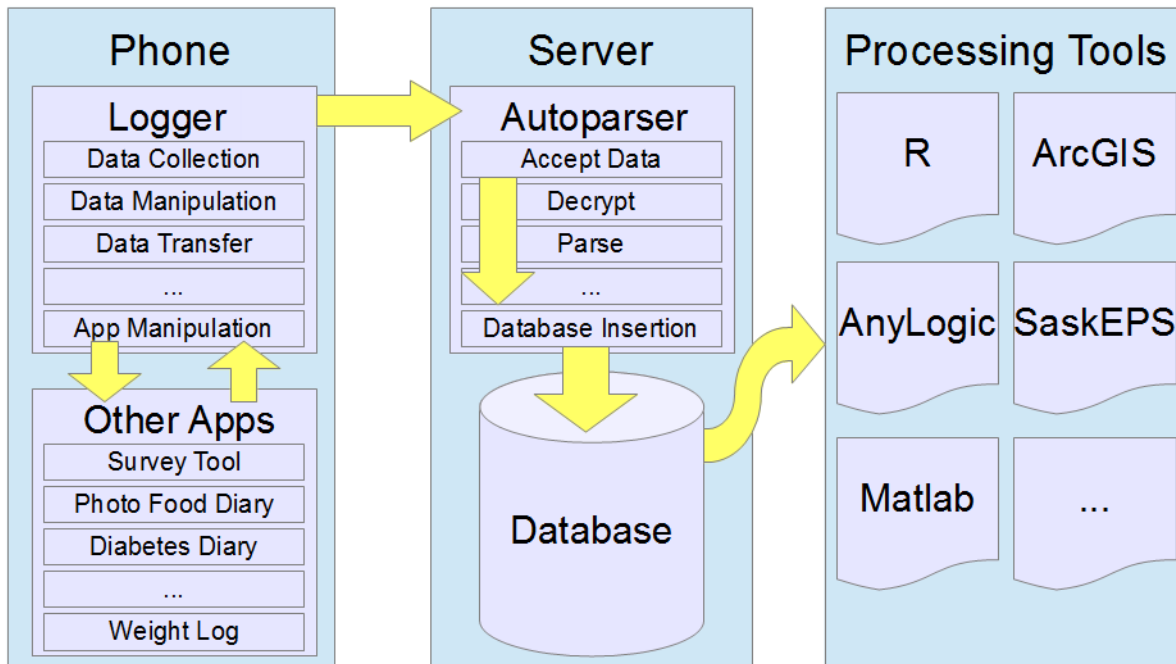 Phone
Logger
Data Collection
Data Manipulation
Data Transfer
...
App Manipulation
Other Apps
Survey Tool
Photo Food Diary
Diabetes Diary
...
Weight Log
Server
Autoparser
Accept Data
Decrypt
Parse
...
Database Insertion
Database
Processing Tools
R
ArcGIS
AnyLogic
SaskEPS
Matlab
...